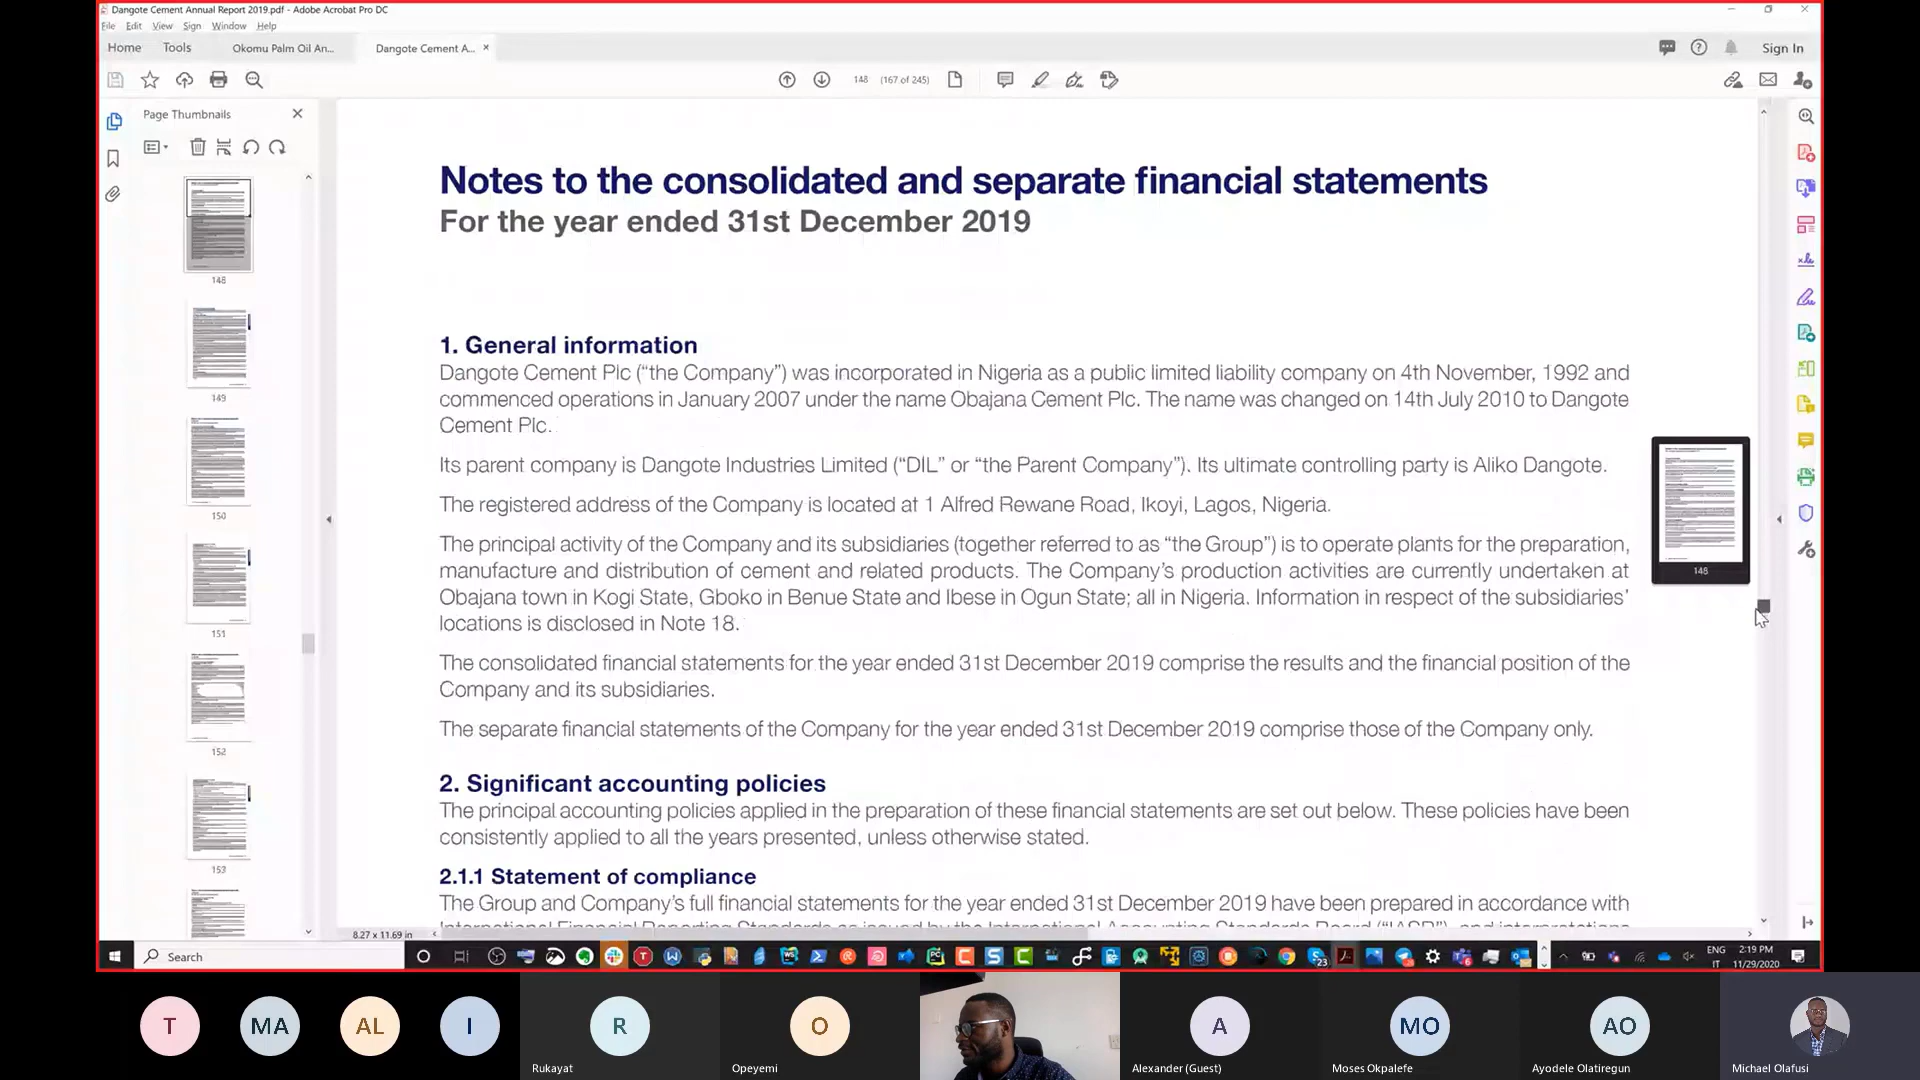 Dangote Cement Annual Report 2019.pdf - Adobe Acrobat Pro DC
File Edit View Sign Window Help
Home Tools Okomu Palm Oil An... Dangote Cement A... × Sign In
148 (167 of 245)
Page Thumbnails
148
149
150
151
152
153
Notes to the consolidated and separate financial statements
For the year ended 31st December 2019
1. General information
Dangote Cement Plc (“the Company”) was incorporated in Nigeria as a public limited liability company on 4th November, 1992 and
commenced operations in January 2007 under the name Obajana Cement Plc. The name was changed on 14th July 2010 to Dangote
Cement Plc.
Its parent company is Dangote Industries Limited (“DIL” or “the Parent Company”). Its ultimate controlling party is Aliko Dangote.
The registered address of the Company is located at 1 Alfred Rewane Road, Ikoyi, Lagos, Nigeria.
The principal activity of the Company and its subsidiaries (together referred to as “the Group”) is to operate plants for the preparation,
manufacture and distribution of cement and related products. The Company’s production activities are currently undertaken at
Obajana town in Kogi State, Gboko in Benue State and Ibese in Ogun State; all in Nigeria. Information in respect of the subsidiaries’
locations is disclosed in Note 18.
The consolidated financial statements for the year ended 31st December 2019 comprise the results and the financial position of the
Company and its subsidiaries.
The separate financial statements of the Company for the year ended 31st December 2019 comprise those of the Company only.
2. Significant accounting policies
The principal accounting policies applied in the preparation of these financial statements are set out below. These policies have been
consistently applied to all the years presented, unless otherwise stated.
2.1.1 Statement of compliance
The Group and Company’s full financial statements for the year ended 31st December 2019 have been prepared in accordance with
International Financial Reporting Standards as issued by the International Accounting Standards Board (“IASB”), and interpretations
148
8.27 x 11.69 in
Search
ENG 2:19 PM
IT 11/29/2020
T MA AL I R O A MO AO
Rukayat Opeyemi Alexander (Guest) Moses Okpalefe Ayodele Olatiregun Michael Olafusi